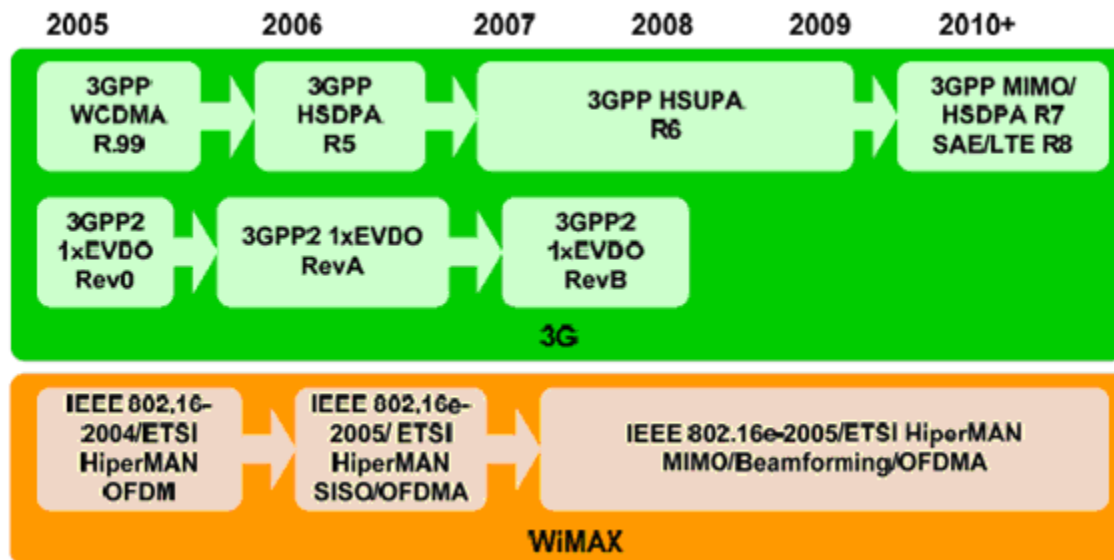 2005 2006 2007 2008 2009 2010+
3GPP
WCDMA
R.99
3GPP
HSDPA
R5
3GPP HSUPA
R6
3GPP MIMO/
HSDPA R7
SAE/LTE R8
3GPP2
1xEVDO
Rev0
3GPP2 1xEVDO
RevA
3GPP2
1xEVDO
RevB
3G
IEEE 802.16-
2004/ETSI
HiperMAN
OFDM
IEEE 802.16e-
2005/ ETSI
HiperMAN
SISO/OFDMA
IEEE 802.16e-2005/ETSI HiperMAN
MIMO/Beamforming/OFDMA
WiMAX